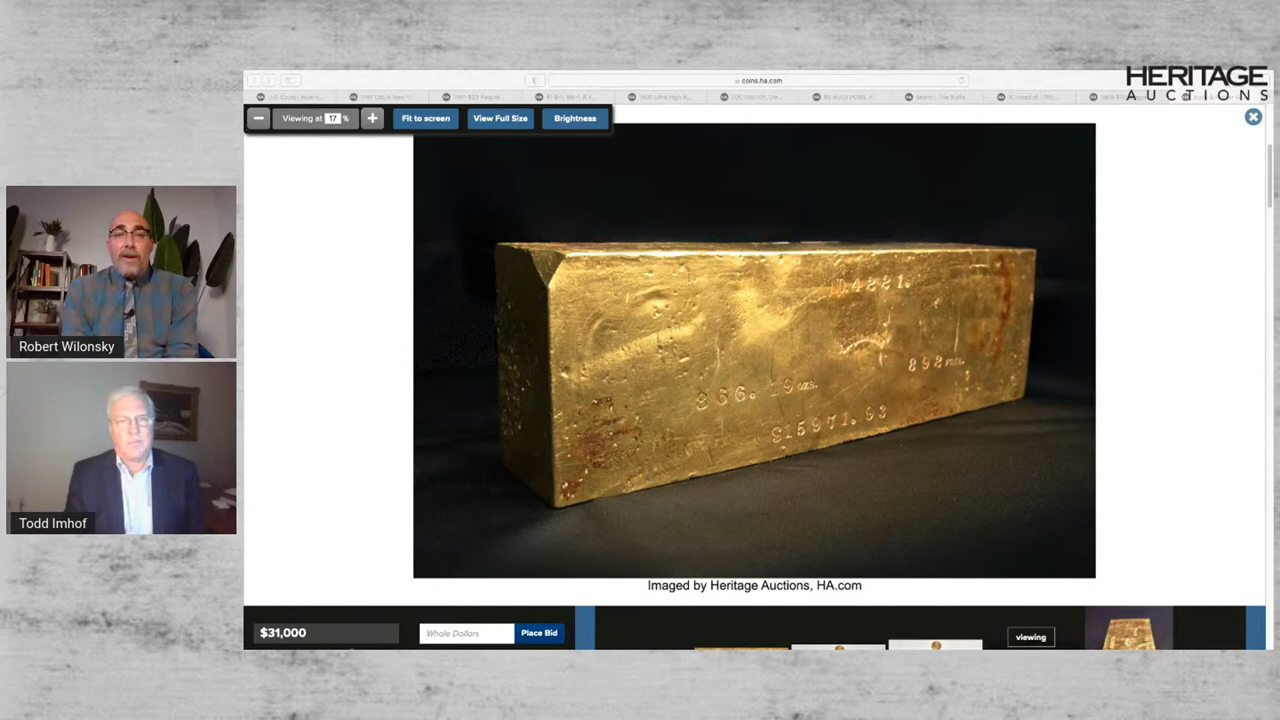 HERITAGE
AUCTIONS
coins.ha.com
Viewing at 17 %
Fit to screen
View Full Size
Brightness
4221.
892 FINE.
866.19 OZS.
$15971.93
Robert Wilonsky
Todd Imhof
Imaged by Heritage Auctions, HA.com
$31,000
Whole Dollars
Place Bid
viewing